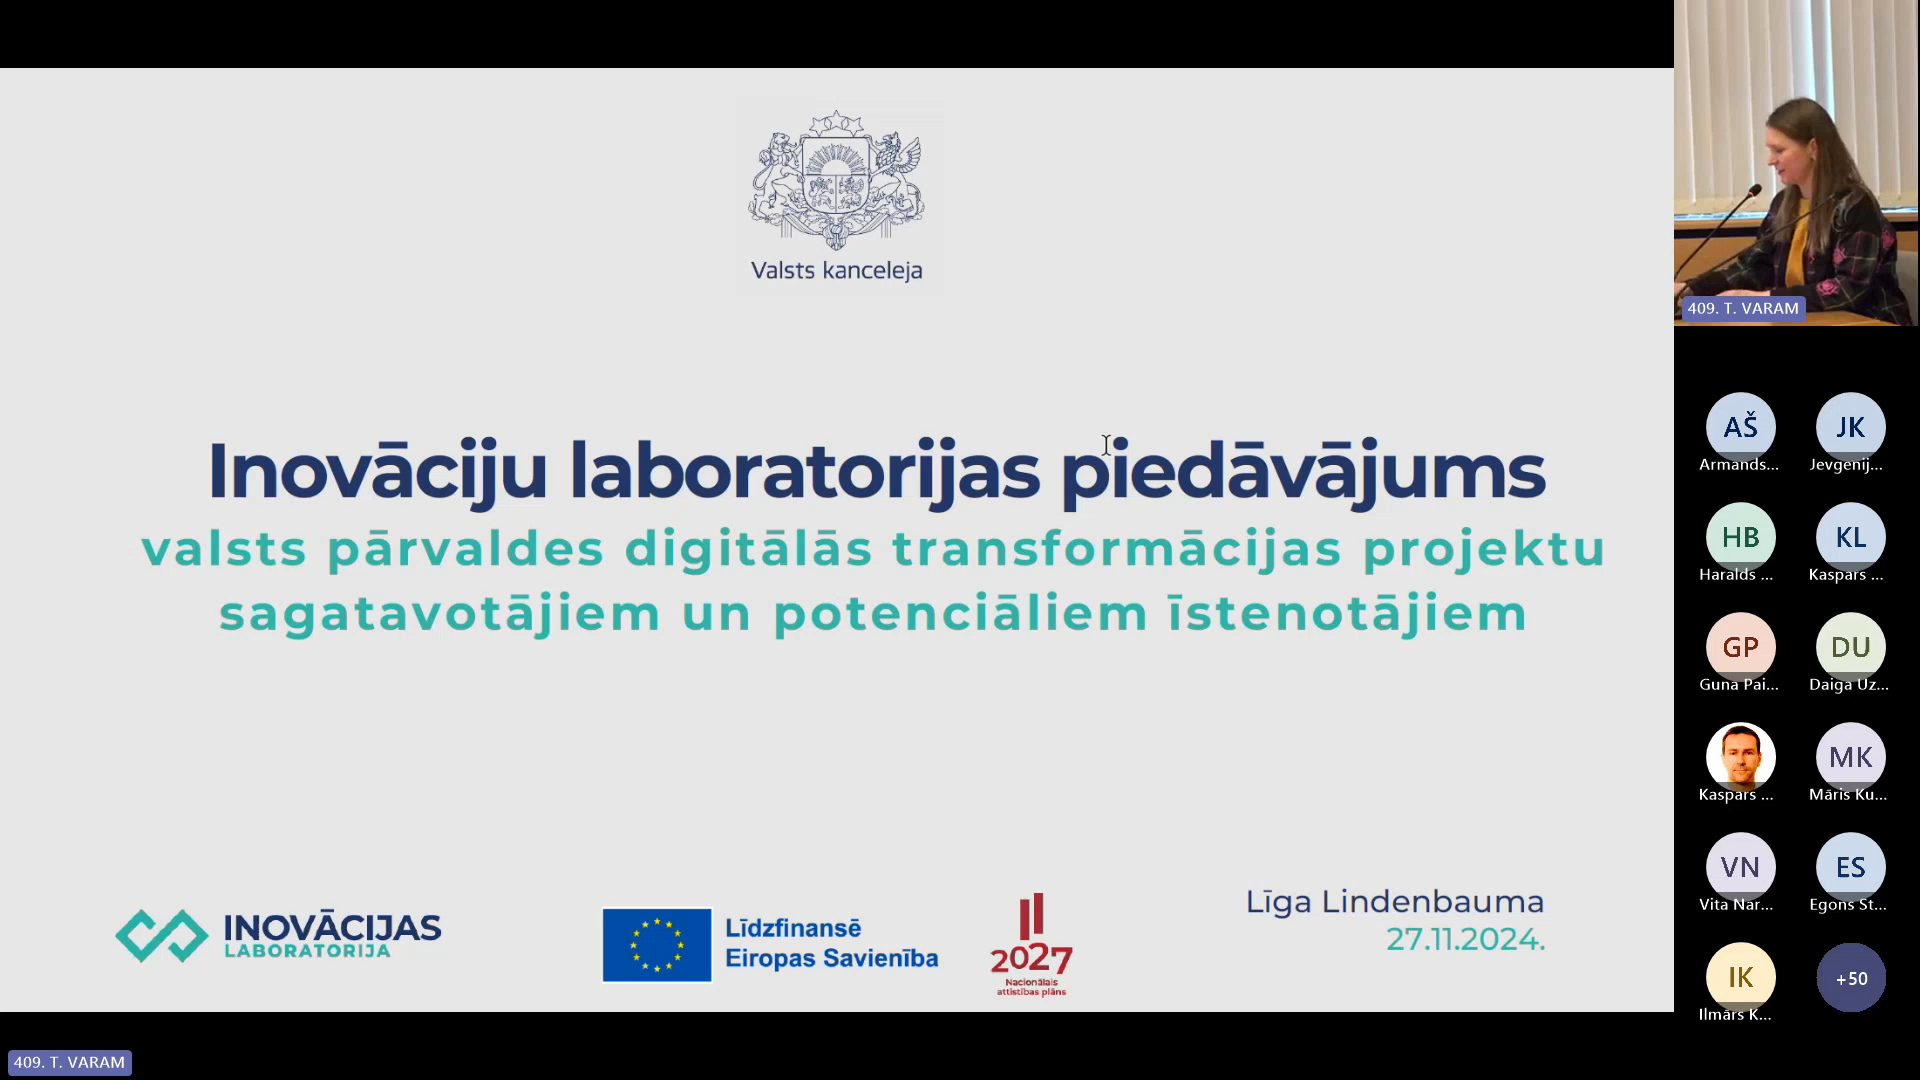 Valsts kanceleja
Inovāciju laboratorijas piedāvājums
valsts pārvaldes digitālās transformācijas projektu
sagatavotājiem un potenciāliem īstenotājiem
INOVĀCIJAS
LABORATORIJA
Līdzfinansē
Eiropas Savienība
2027
Nacionālais
attīstības plāns
Līga Lindenbauma
27.11.2024.
409. T. VARAM
409. T. VARAM
AŠ
Armands...
JK
Jevgenij...
HB
Haralds ...
KL
Kaspars ...
GP
Guna Pai...
DU
Daiga Uz...
Kaspars ...
MK
Māris Ku...
VN
Vita Nar...
ES
Egons St...
IK
Ilmārs K...
+50